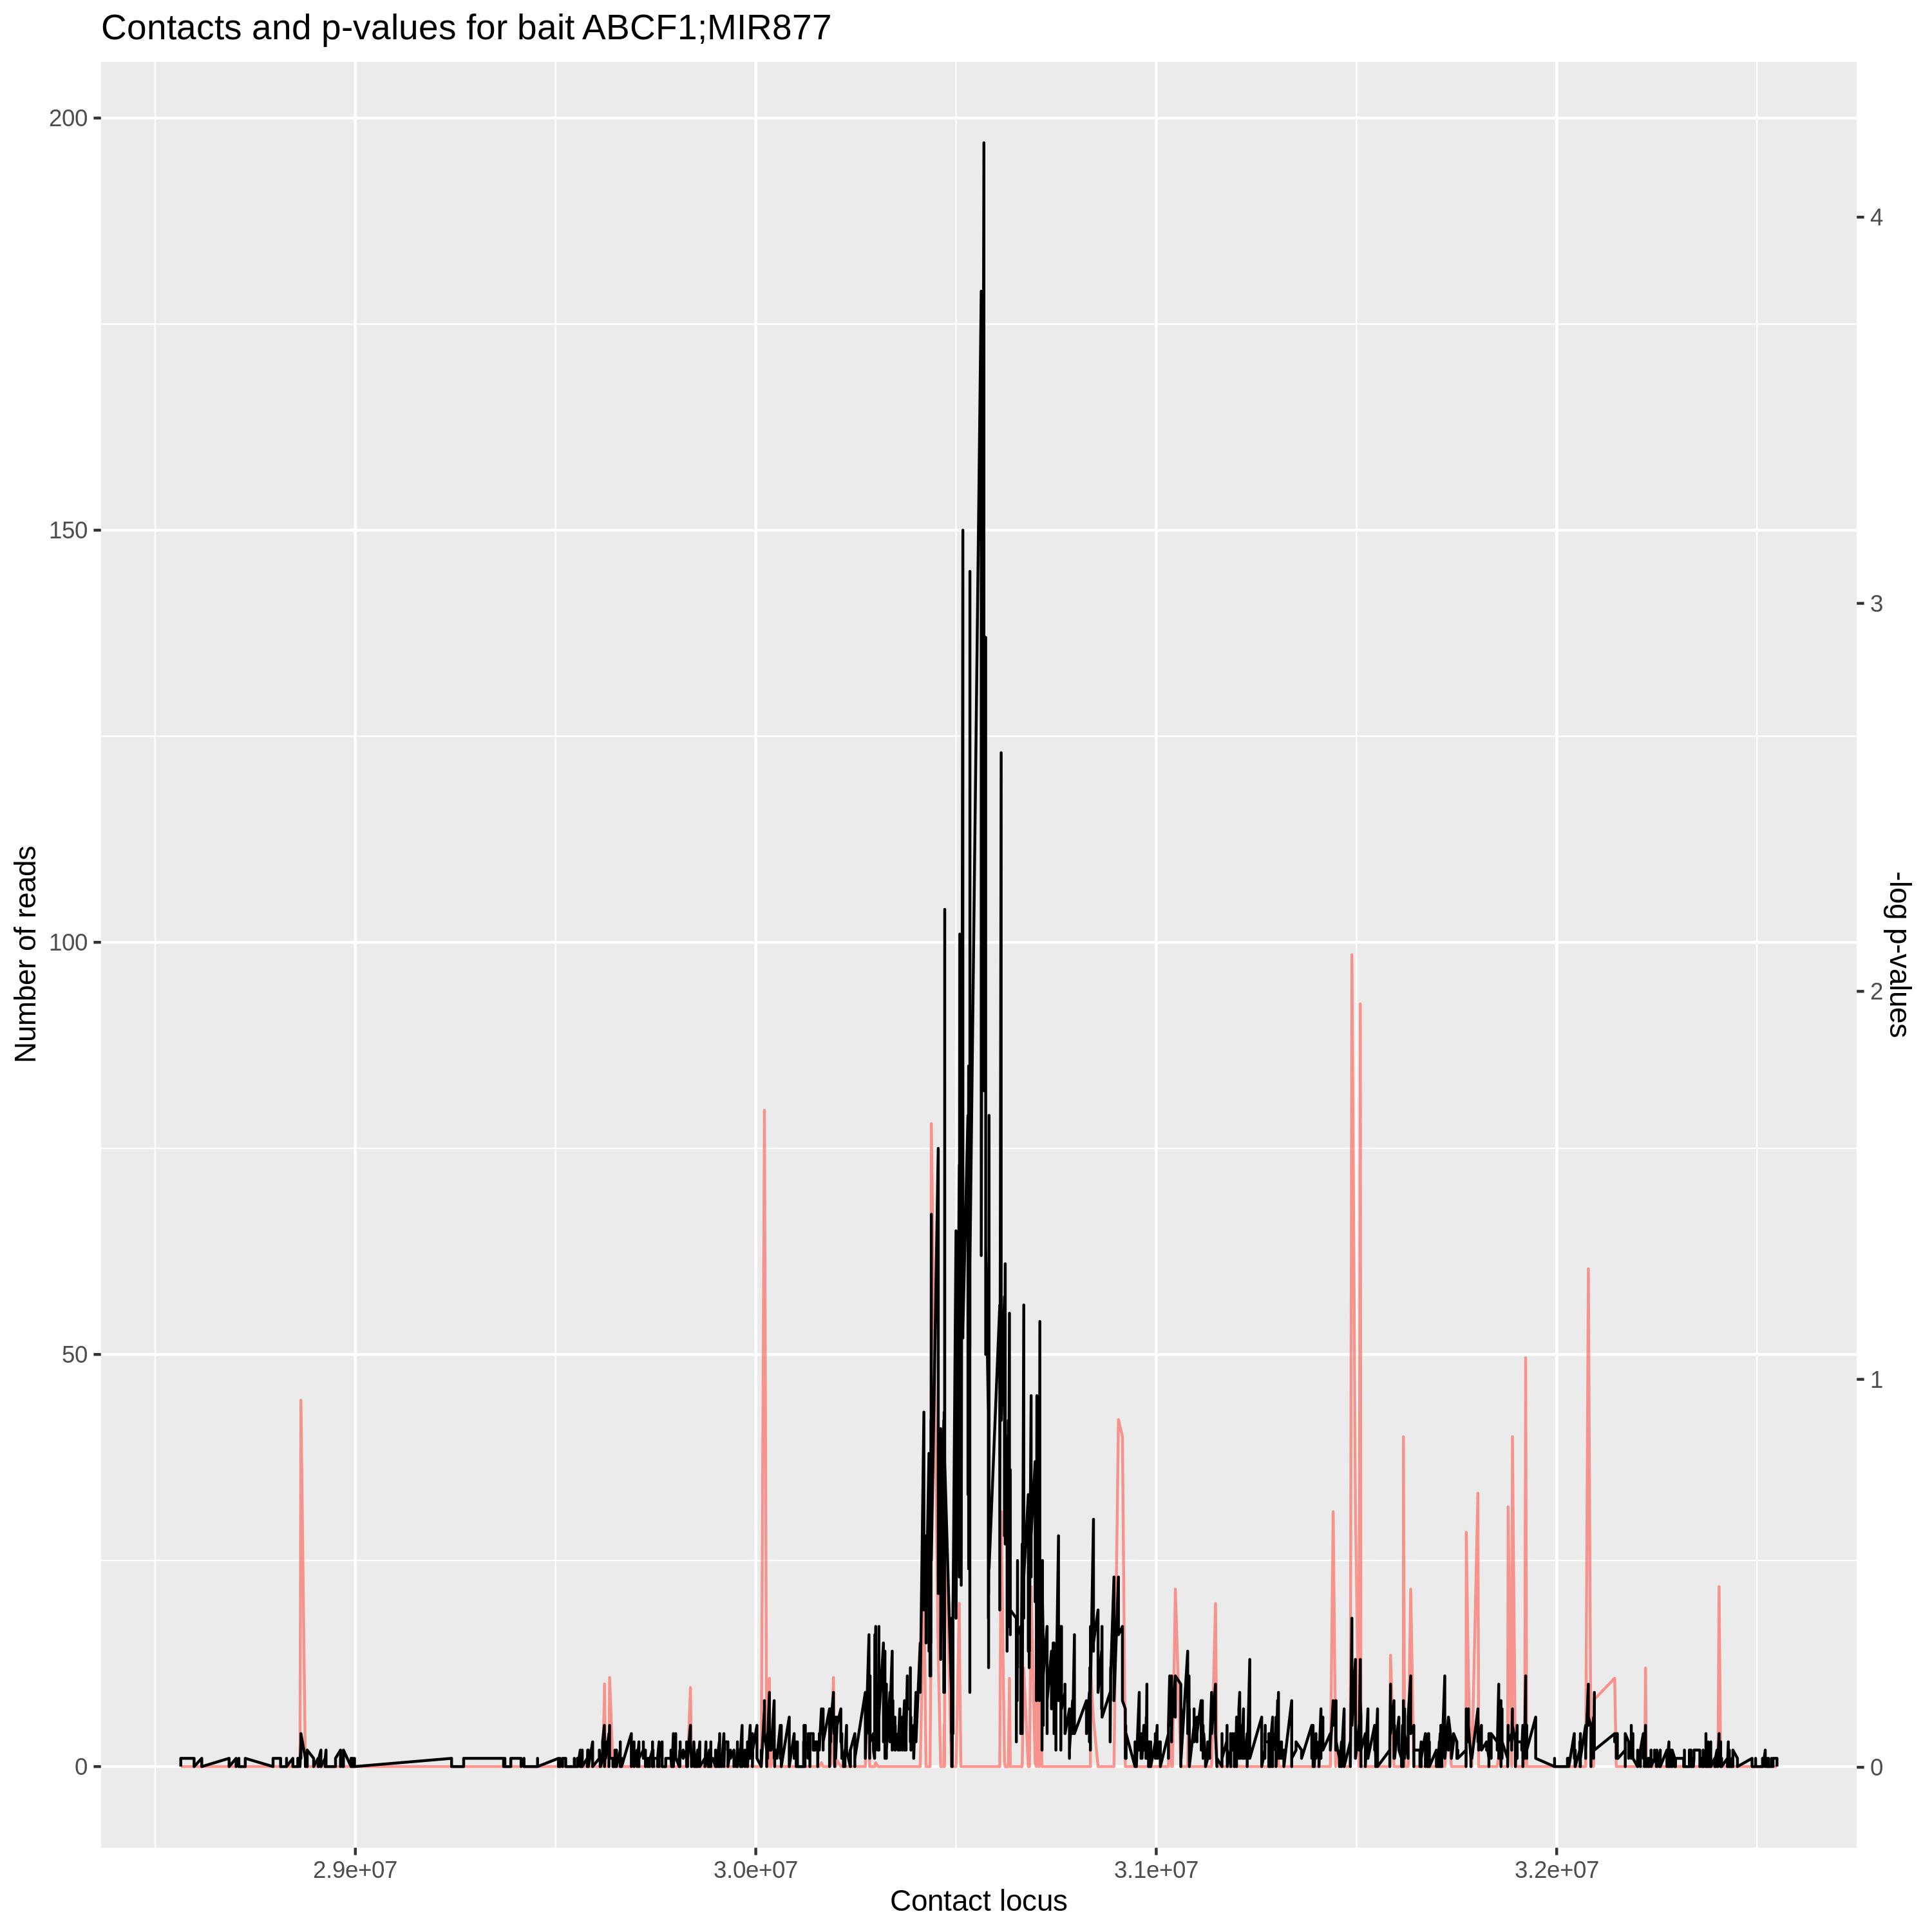 Contacts and p-values for bait ABCF1;MIR877
200
150
100
50
0
Number of reads
4
3
2
1
0
-log p-values
2.9e+07
3.0e+07
3.1e+07
3.2e+07
Contact locus